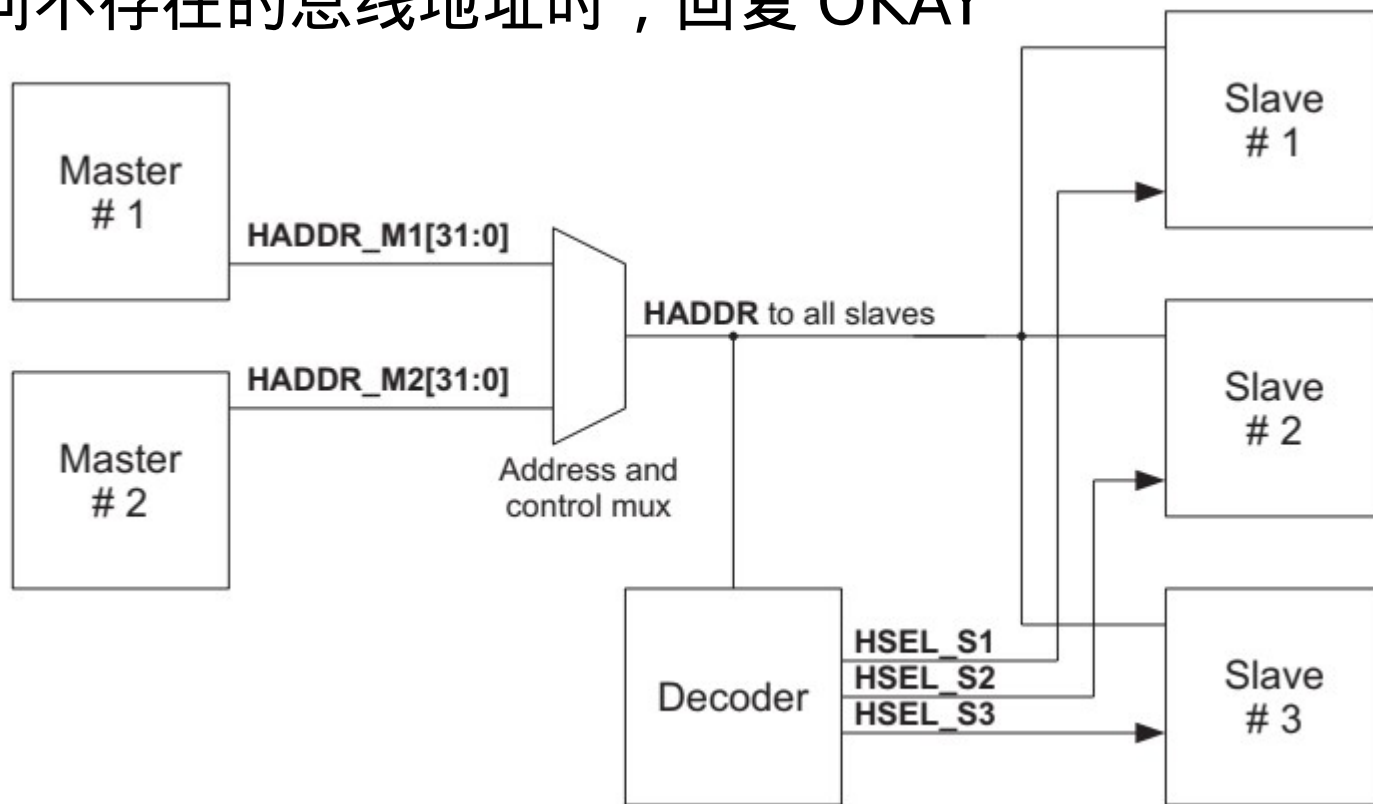 不存在的总线地址时，回复 OKAY
Master
# 1
HADDR_M1[31:0]
Master
# 2
HADDR_M2[31:0]
Address and
control mux
HADDR to all slaves
Decoder
HSEL_S1
HSEL_S2
HSEL_S3
Slave
# 1
Slave
# 2
Slave
# 3